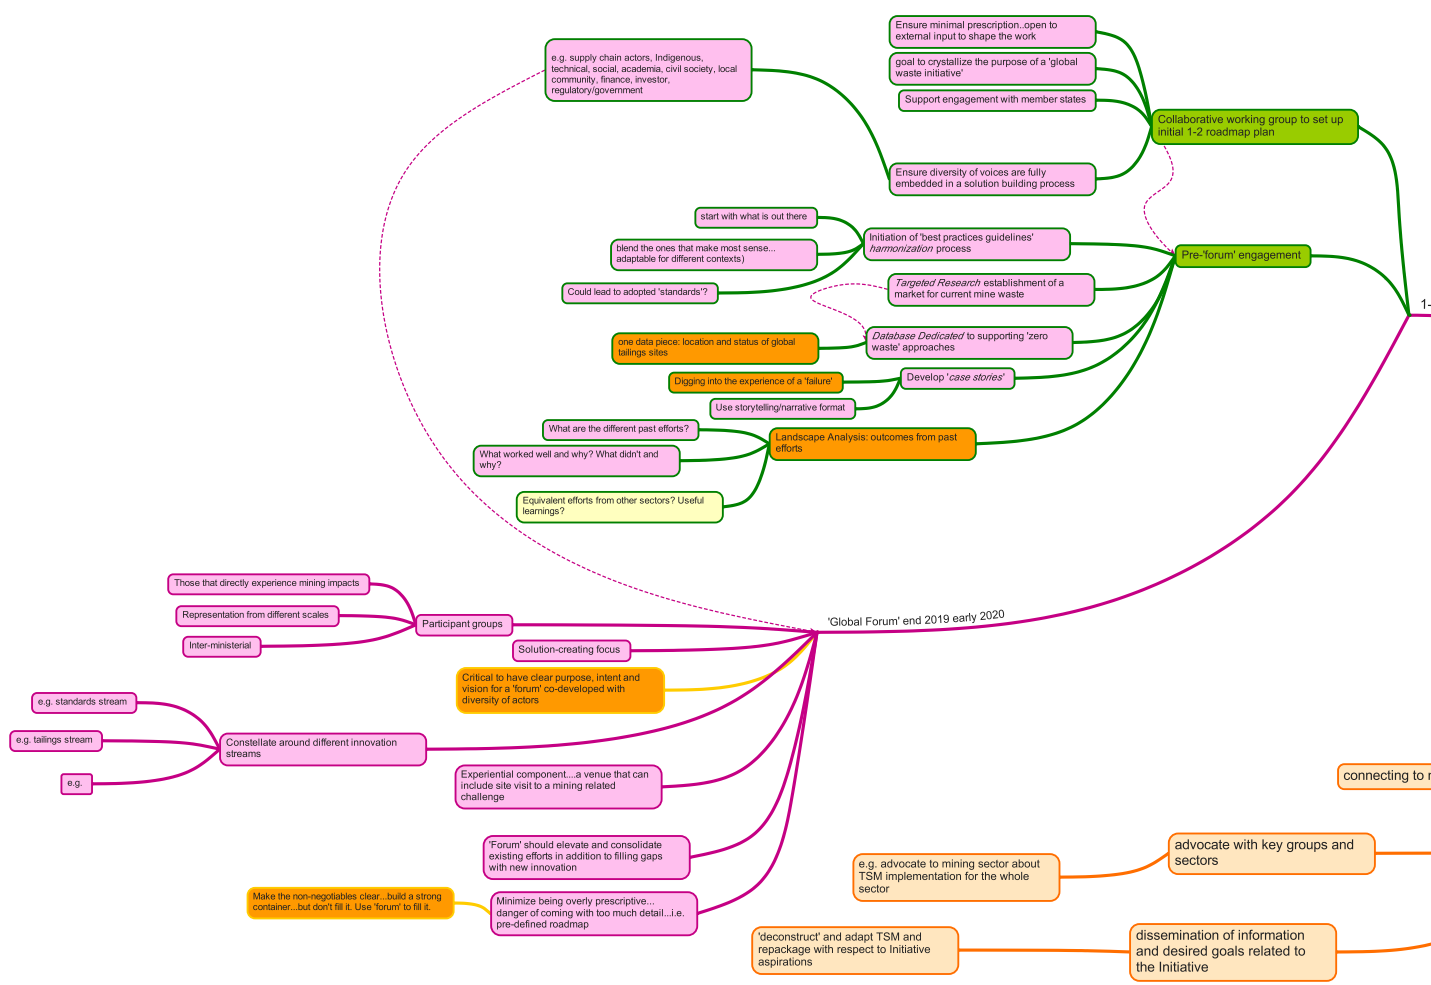 Ensure minimal prescription..open to
external input to shape the work
goal to crystallize the purpose of a 'global
waste initiative'
Support engagement with member states
Ensure diversity of voices are fully
embedded in a solution building process
e.g. supply chain actors, Indigenous,
technical, social, academia, civil society, local
community, finance, investor,
regulatory/government
Collaborative working group to set up
initial 1-2 roadmap plan
start with what is out there
blend the ones that make most sense...
adaptable for different contexts)
Could lead to adopted 'standards'?
Initiation of 'best practices guidelines'
harmonization process
Pre-'forum' engagement
Targeted Research establishment of a
market for current mine waste
1-
one data piece: location and status of global
tailings sites
Database Dedicated to supporting 'zero
waste' approaches
Digging into the experience of a 'failure'
Use storytelling/narrative format
Develop 'case stories'
What are the different past efforts?
What worked well and why? What didn't and
why?
Equivalent efforts from other sectors? Useful
learnings?
Landscape Analysis: outcomes from past
efforts
'Global Forum' end 2019 early 2020
Those that directly experience mining impacts
Representation from different scales
Inter-ministerial
Participant groups
Solution-creating focus
Critical to have clear purpose, intent and
vision for a 'forum' co-developed with
diversity of actors
e.g. standards stream
e.g. tailings stream
e.g.
Constellate around different innovation
streams
Experiential component....a venue that can
include site visit to a mining related
challenge
'Forum' should elevate and consolidate
existing efforts in addition to filling gaps
with new innovation
Make the non-negotiables clear...build a strong
container...but don't fill it. Use 'forum' to fill it.
Minimize being overly prescriptive...
danger of coming with too much detail...i.e.
pre-defined roadmap
connecting to
advocate with key groups and
sectors
e.g. advocate to mining sector about
TSM implementation for the whole
sector
'deconstruct' and adapt TSM and
repackage with respect to Initiative
aspirations
dissemination of information
and desired goals related to
the Initiative